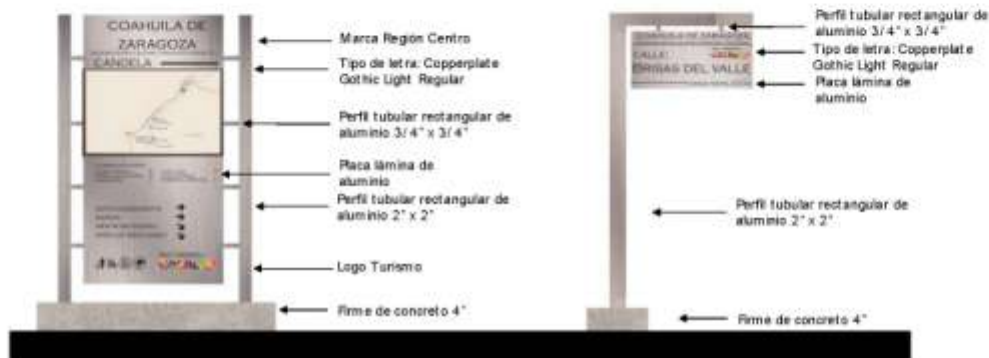 COAHUILA DE
ZARAGOZA
CANDELA
Marca Región Centro
Tipo de letra: Copperplate
Gothic Light Regular
Perfil tubular rectangular de
aluminio 3/4" x 3/4"
Placa lámina de
aluminio
Perfil tubular rectangular de
aluminio 2" x 2"
Logo Turismo
Firme de concreto 4"
COAHUILA DE ZARAGOZA
CALLE:
BRISAS DEL VALLE
Perfil tubular rectangular de
aluminio 3/4" x 3/4"
Tipo de letra: Copperplate
Gothic Light Regular
Placa lámina de
aluminio
Perfil tubular rectangular de
aluminio 2" x 2"
Firme de concreto 4"